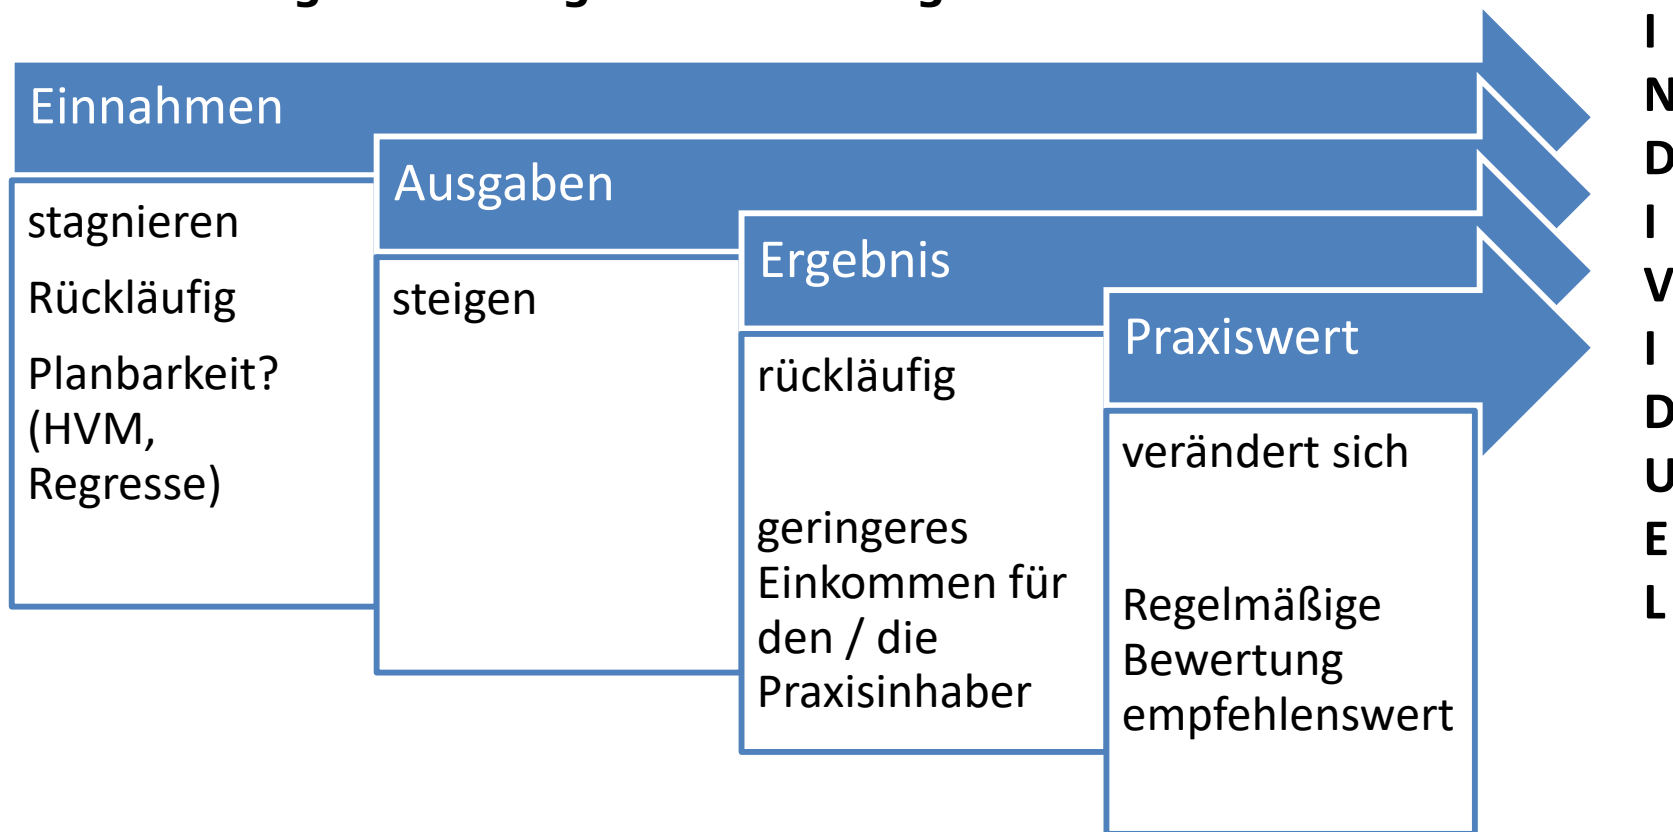 Einnahmen
stagnieren
Rückläufig
Planbarkeit?
(HVM,
Regresse)
Ausgaben
steigen
Ergebnis
rückläufig
geringeres
Einkommen für
den / die
Praxisinhaber
Praxiswert
verändert sich
Regelmäßige
Bewertung
empfehlenswert
I
N
D
I
V
I
D
U
E
L